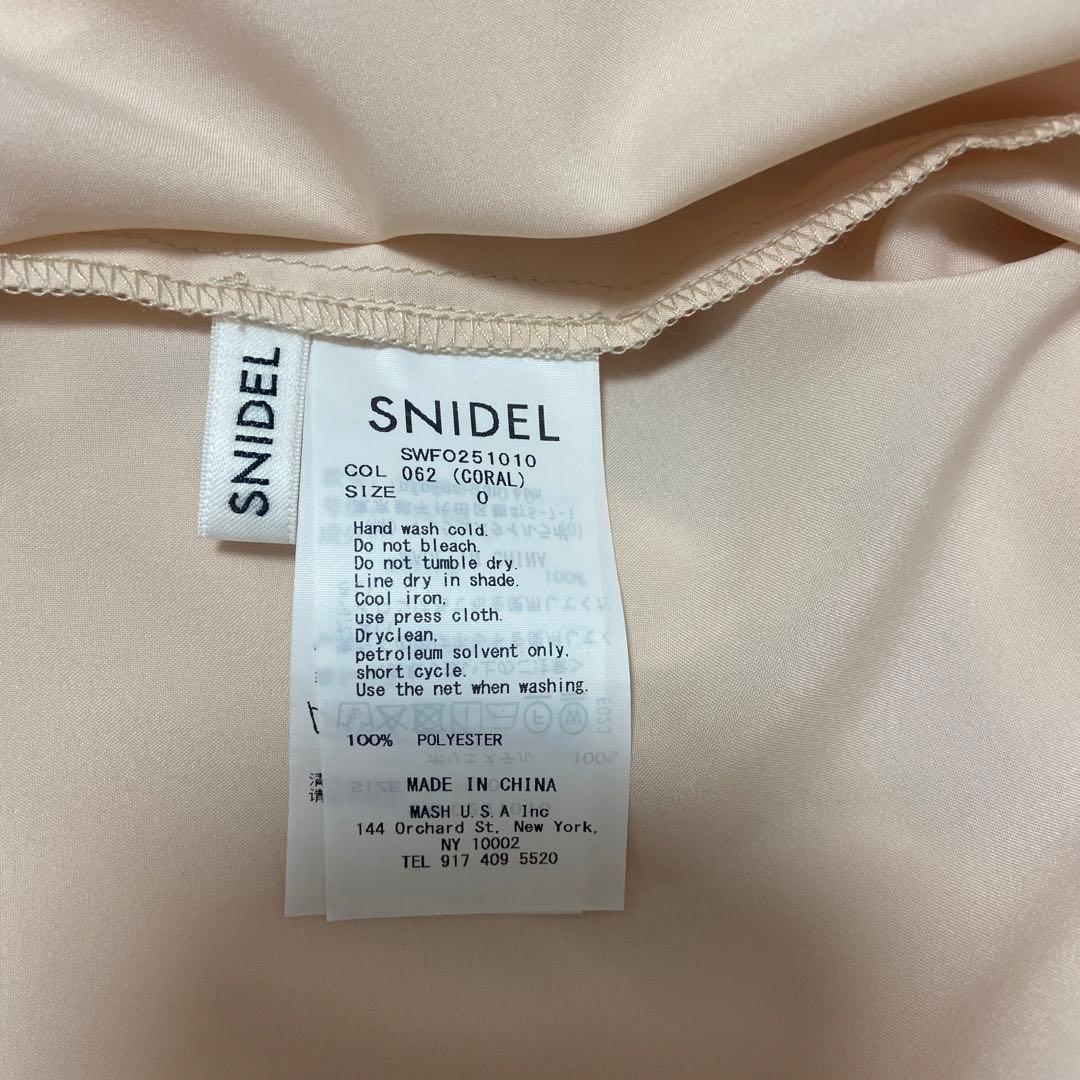 SNIDEL
SNIDEL
SWFO251010
COL 062 (CORAL)
SIZE 0
Hand wash cold.
Do not bleach.
Do not tumble dry.
Line dry in shade.
Cool iron,
use press cloth.
Dryclean,
petroleum solvent only,
short cycle.
Use the net when washing.
100% POLYESTER
MADE IN CHINA
MASH U.S.A Inc
144 Orchard St, New York,
NY 10002
TEL 917 409 5520